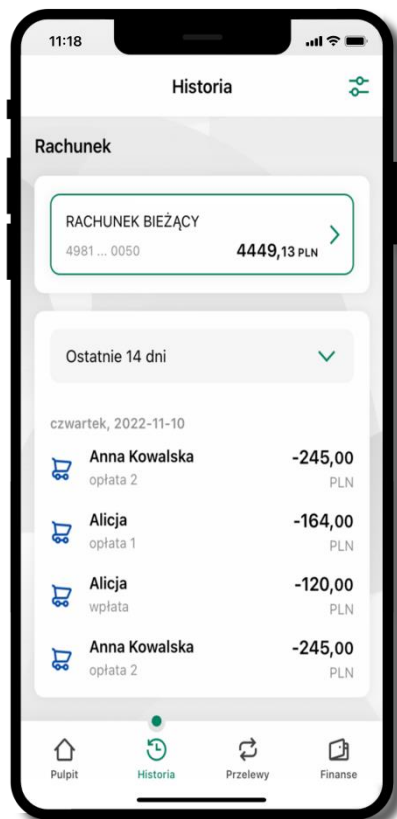 11:18
Historia
Rachunek
RACHUNEK BIEŻĄCY
4981 ... 0050 4449,13 PLN
Ostatnie 14 dni
czwartek, 2022-11-10
Anna Kowalska -245,00
opłata 2 PLN
Alicja -164,00
opłata 1 PLN
Alicja -120,00
wpłata PLN
Anna Kowalska -245,00
opłata 2 PLN
Pulpit Historia Przelewy Finanse